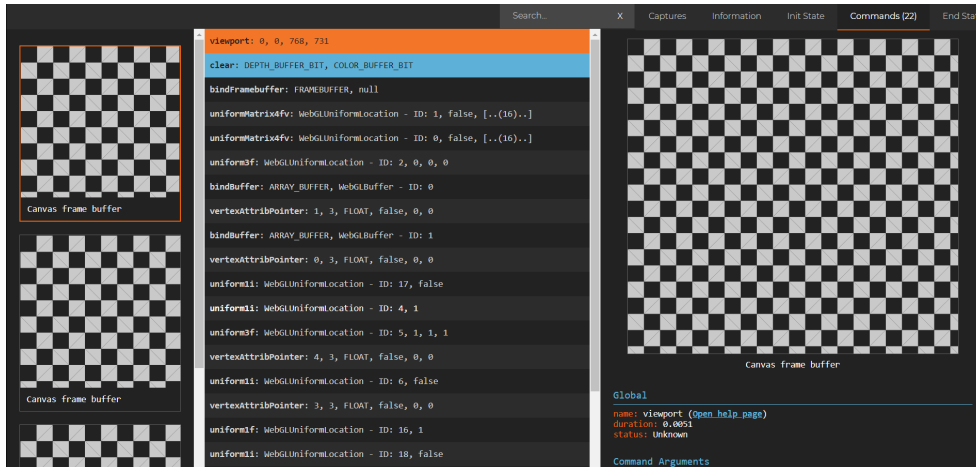 Search... X Captures Information Init State Commands (22) End Sta
Canvas frame buffer
Canvas frame buffer
viewport: 0, 0, 768, 731
clear: DEPTH_BUFFER_BIT, COLOR_BUFFER_BIT
bindFramebuffer: FRAMEBUFFER, null
uniformMatrix4fv: WebGLUniformLocation - ID: 1, false, [..(16)..]
uniformMatrix4fv: WebGLUniformLocation - ID: 0, false, [..(16)..]
uniform3f: WebGLUniformLocation - ID: 2, 0, 0, 0
bindBuffer: ARRAY_BUFFER, WebGLBuffer - ID: 0
vertexAttribPointer: 1, 3, FLOAT, false, 0, 0
bindBuffer: ARRAY_BUFFER, WebGLBuffer - ID: 1
vertexAttribPointer: 0, 3, FLOAT, false, 0, 0
uniform1i: WebGLUniformLocation - ID: 17, false
uniform1i: WebGLUniformLocation - ID: 4, 1
uniform3f: WebGLUniformLocation - ID: 5, 1, 1, 1
vertexAttribPointer: 4, 3, FLOAT, false, 0, 0
uniform1i: WebGLUniformLocation - ID: 6, false
vertexAttribPointer: 3, 3, FLOAT, false, 0, 0
uniform1f: WebGLUniformLocation - ID: 16, 1
uniform1i: WebGLUniformLocation - ID: 18, false
Canvas frame buffer
Global
name: viewport (Open help page)
duration: 0.0051
status: Unknown
Command Arguments